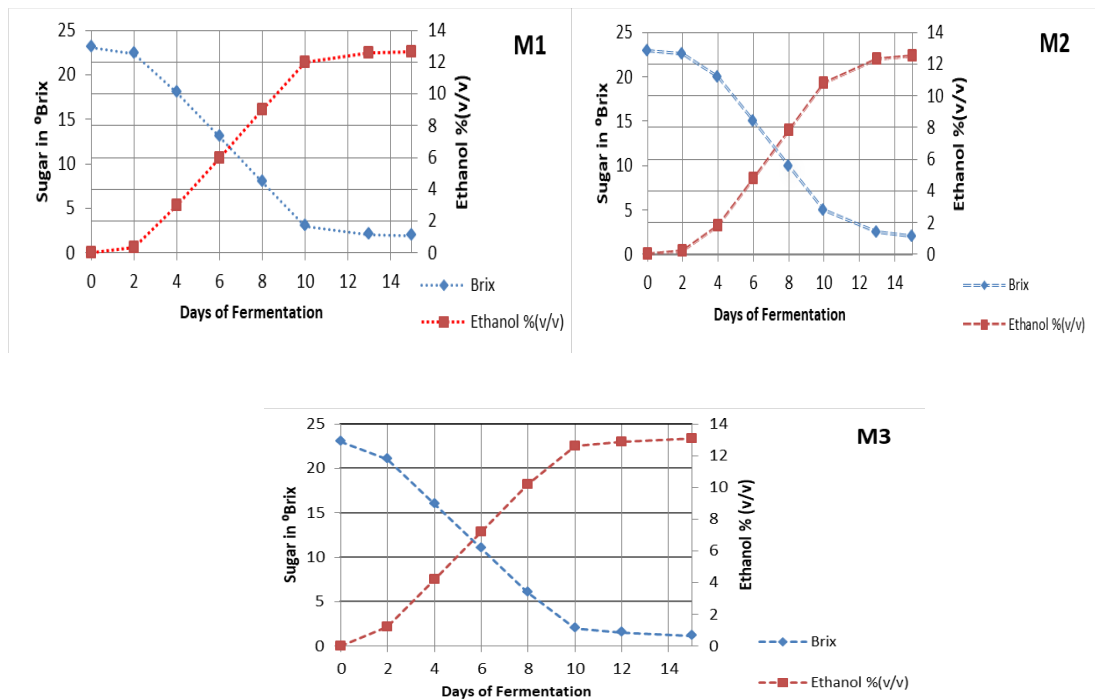 M1
Sugar in ⁰Brix
25
20
15
10
5
0
14
12
10
8
6
4
2
0
Ethanol %(v/v)
0 2 4 6 8 10 12 14
Days of Fermentation
Brix
Ethanol %(v/v)
M2
Sugar in ⁰Brix
25
20
15
10
5
0
14
12
10
8
6
4
2
0
Ethanol %(v/v)
0 2 4 6 8 10 12 14
Days of Fermentation
Brix
Ethanol %(v/v)
M3
Sugar in ⁰Brix
25
20
15
10
5
0
14
12
10
8
6
4
2
0
Ethanol % (v/v)
0 2 4 6 8 10 12 14
Days of Fermentation
Brix
Ethanol %(v/v)